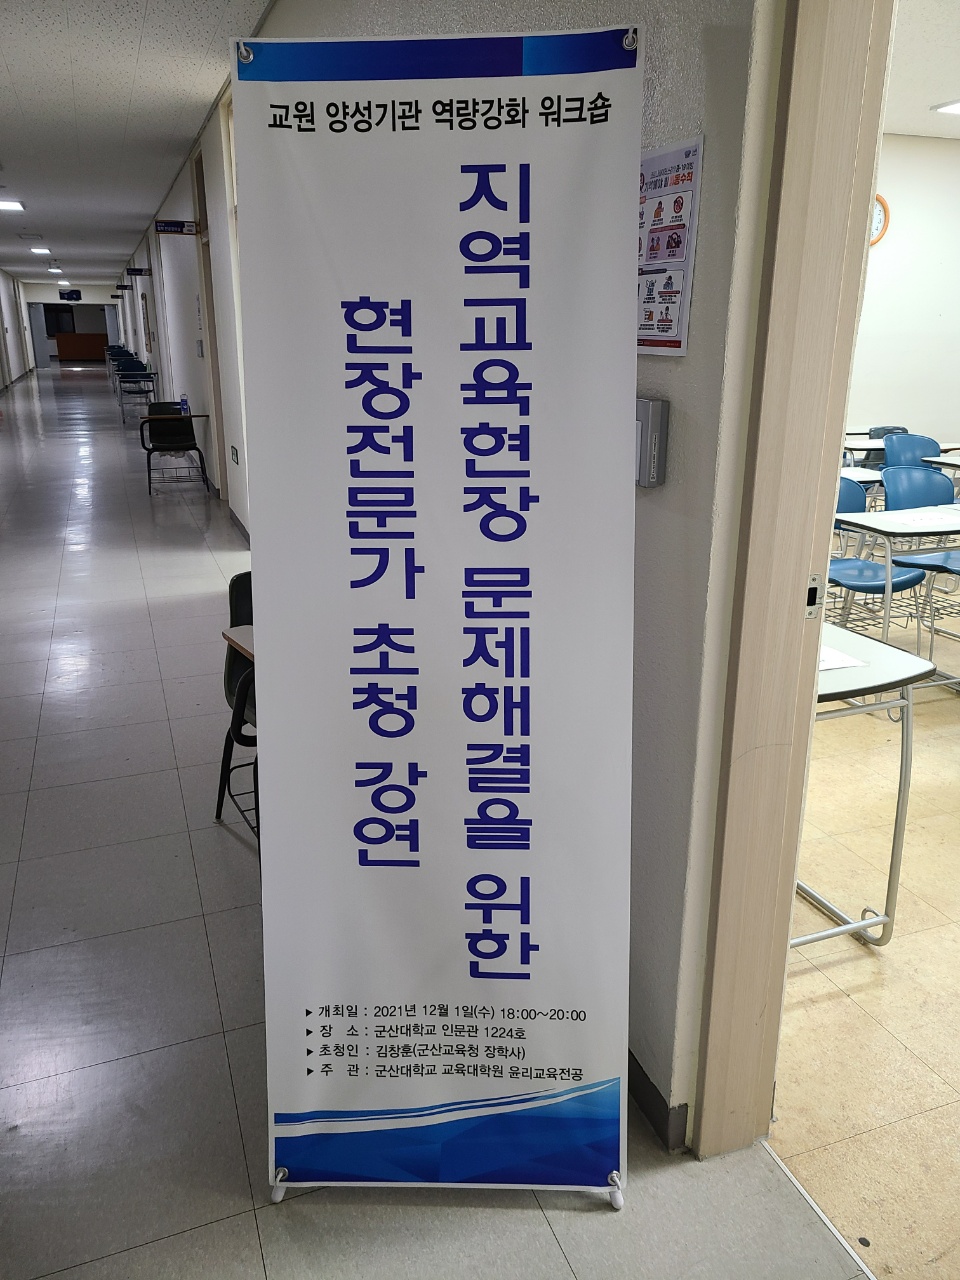 교원 양성기관 역량강화 워크숍
지역교육현장 문제해결을 위한
현장전문가 초청 강연
▶ 개최일 : 2021년 12월 1일(수) 18:00~20:00
▶ 장 소 : 군산대학교 인문관 1224호
▶ 초청인 : 김창훈(군산교육청 장학사)
▶ 주 관 : 군산대학교 교육대학원 윤리교육전공